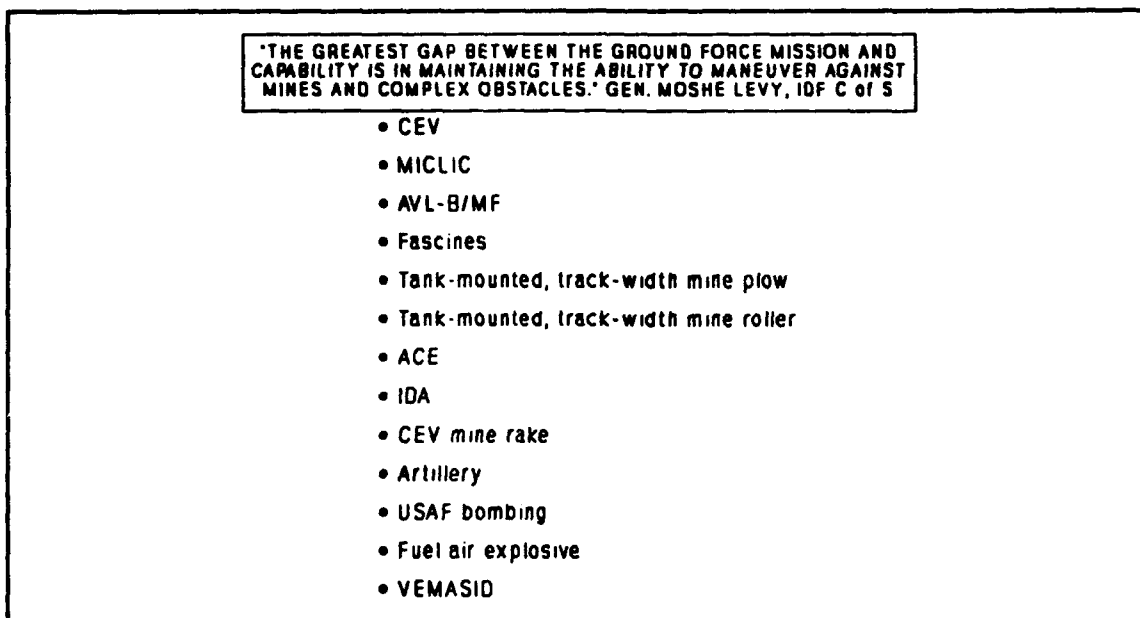 "THE GREATEST GAP BETWEEN THE GROUND FORCE MISSION AND
CAPABILITY IS IN MAINTAINING THE ABILITY TO MANEUVER AGAINST
MINES AND COMPLEX OBSTACLES." GEN. MOSHE LEVY, IDF C of S
• CEV
• MICLIC
• AVL-B/MF
• Fascines
• Tank-mounted, track-width mine plow
• Tank-mounted, track-width mine roller
• ACE
• IDA
• CEV mine rake
• Artillery
• USAF bombing
• Fuel air explosive
• VEMASID